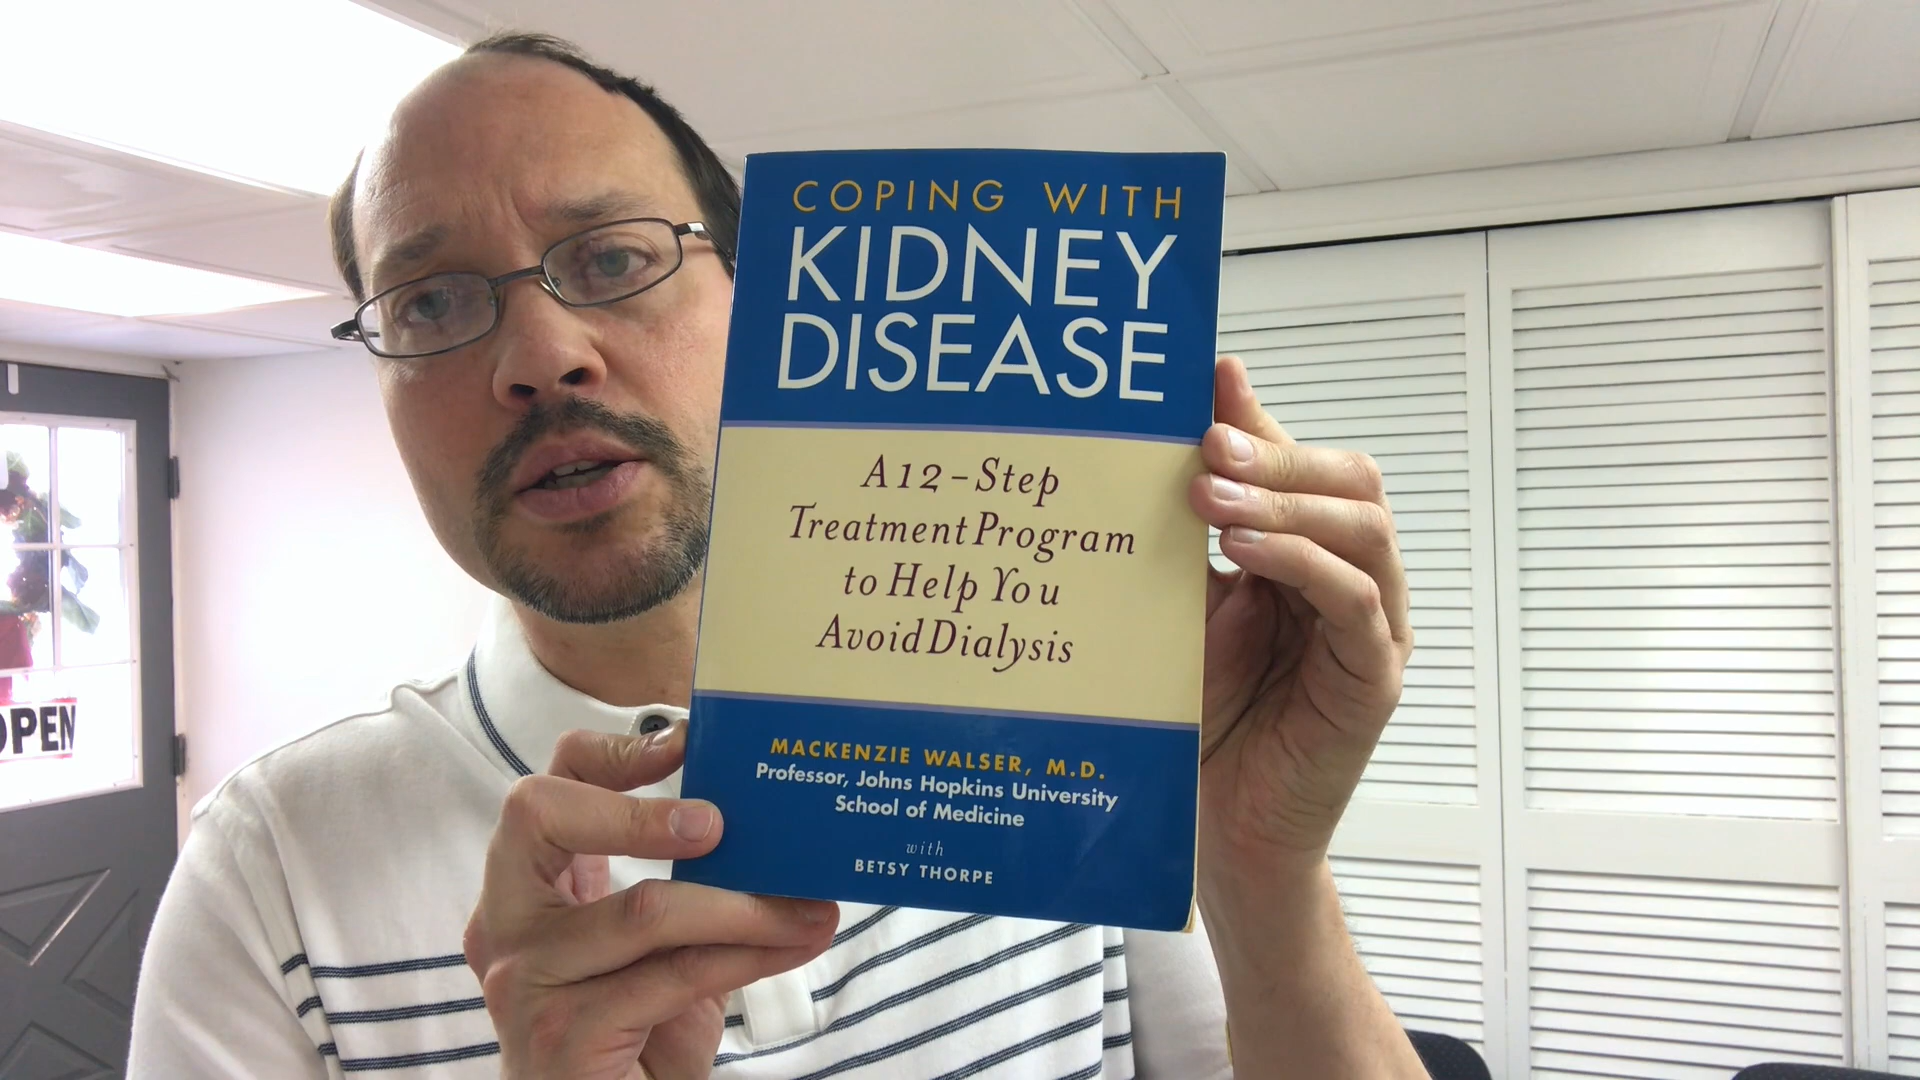 COPING WITH
KIDNEY
DISEASE
A 12-Step
Treatment Program
to Help You
Avoid Dialysis
MACKENZIE WALSER, M.D.
Professor, Johns Hopkins University
School of Medicine
with
BETSY THORPE
OPEN